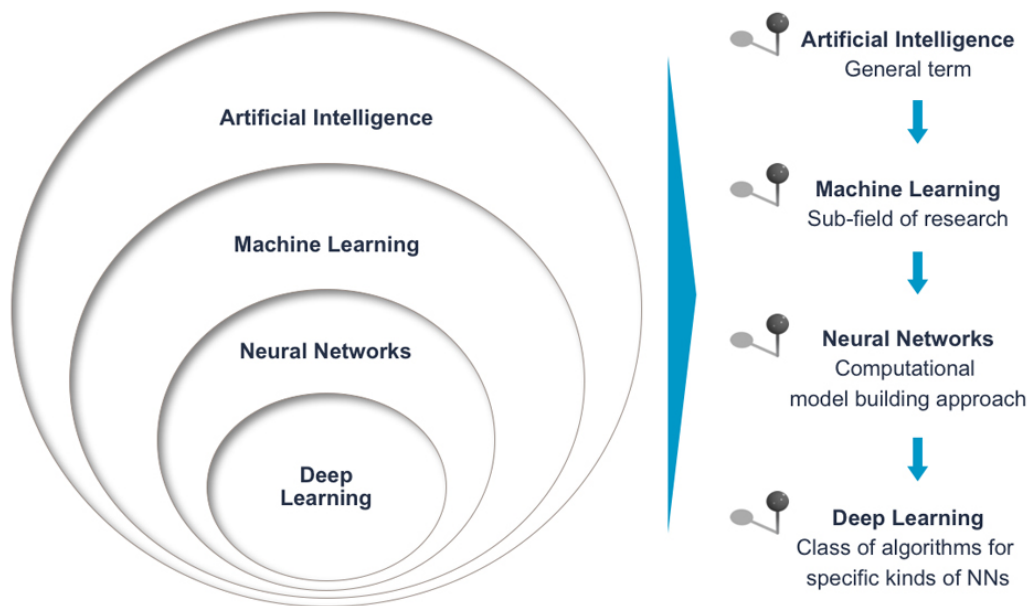 Artificial Intelligence
Machine Learning
Neural Networks
Deep
Learning
Artificial Intelligence
General term
Machine Learning
Sub-field of research
Neural Networks
Computational
model building approach
Deep Learning
Class of algorithms for
specific kinds of NNs